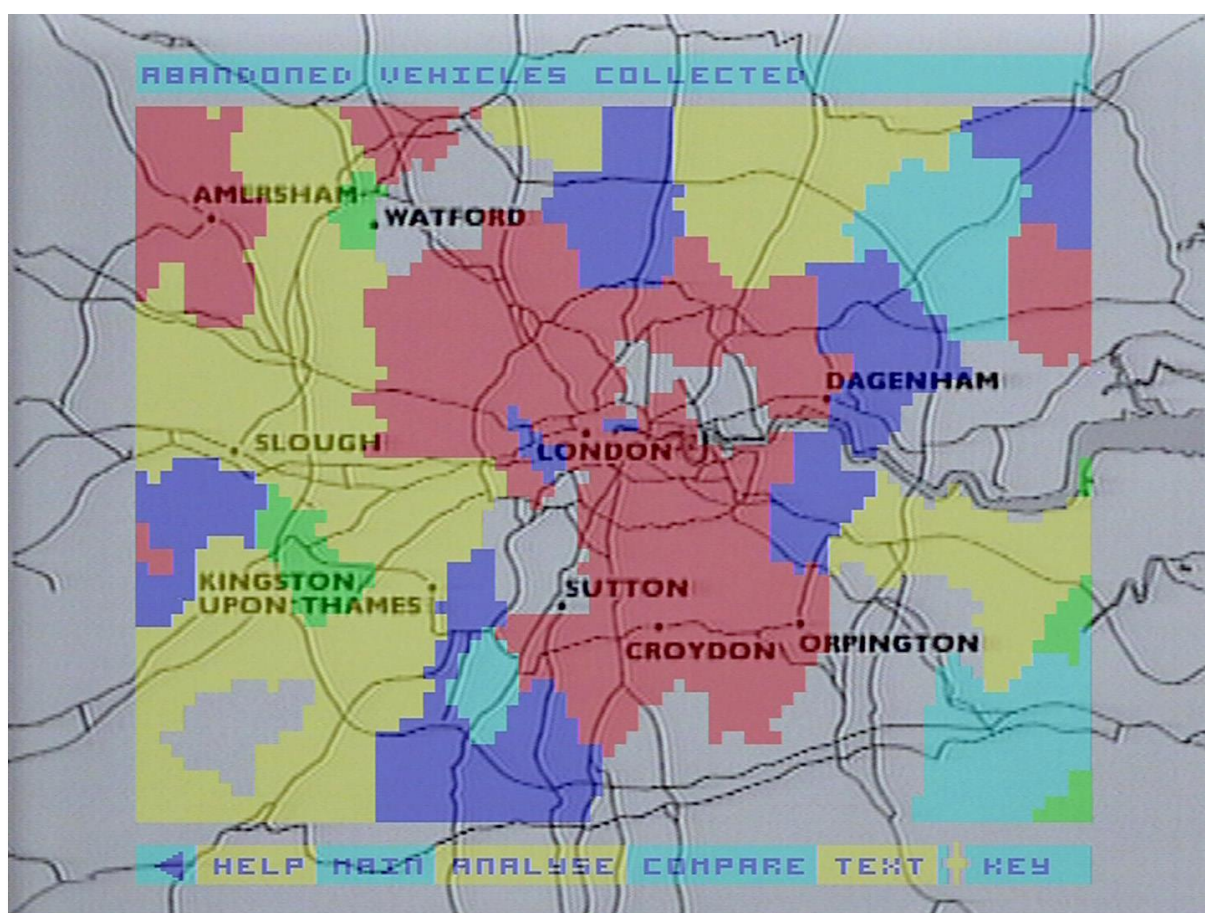 ABANDONED VEHICLES COLLECTED
AMERSHAM
WATFORD
DAGENHAM
SLOUGH
LONDON
KINGSTON
UPON THAMES
SUTTON
CROYDON
ORPINGTON
HELP MAIN ANALYSE COMPARE TEXT KEY